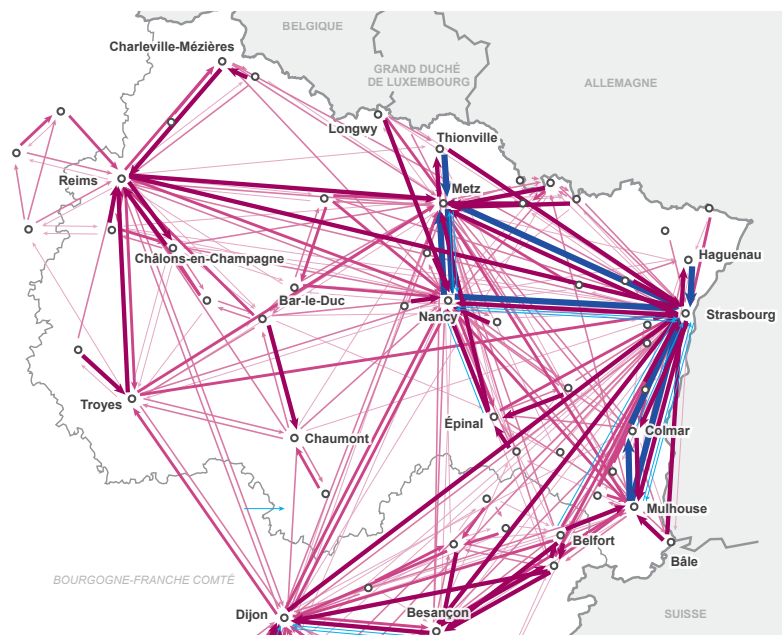 BELGIQUE
Charleville-Mézières
GRAND DUCHÉ
DE LUXEMBOURG
ALLEMAGNE
Longwy
Thionville
Reims
Metz
Châlons-en-Champagne
Haguenau
Bar-le-Duc
Nancy
Strasbourg
Troyes
Épinal
Colmar
Chaumont
Mulhouse
Belfort
Bâle
BOURGOGNE-FRANCHE COMTÉ
Dijon
Besançon
SUISSE